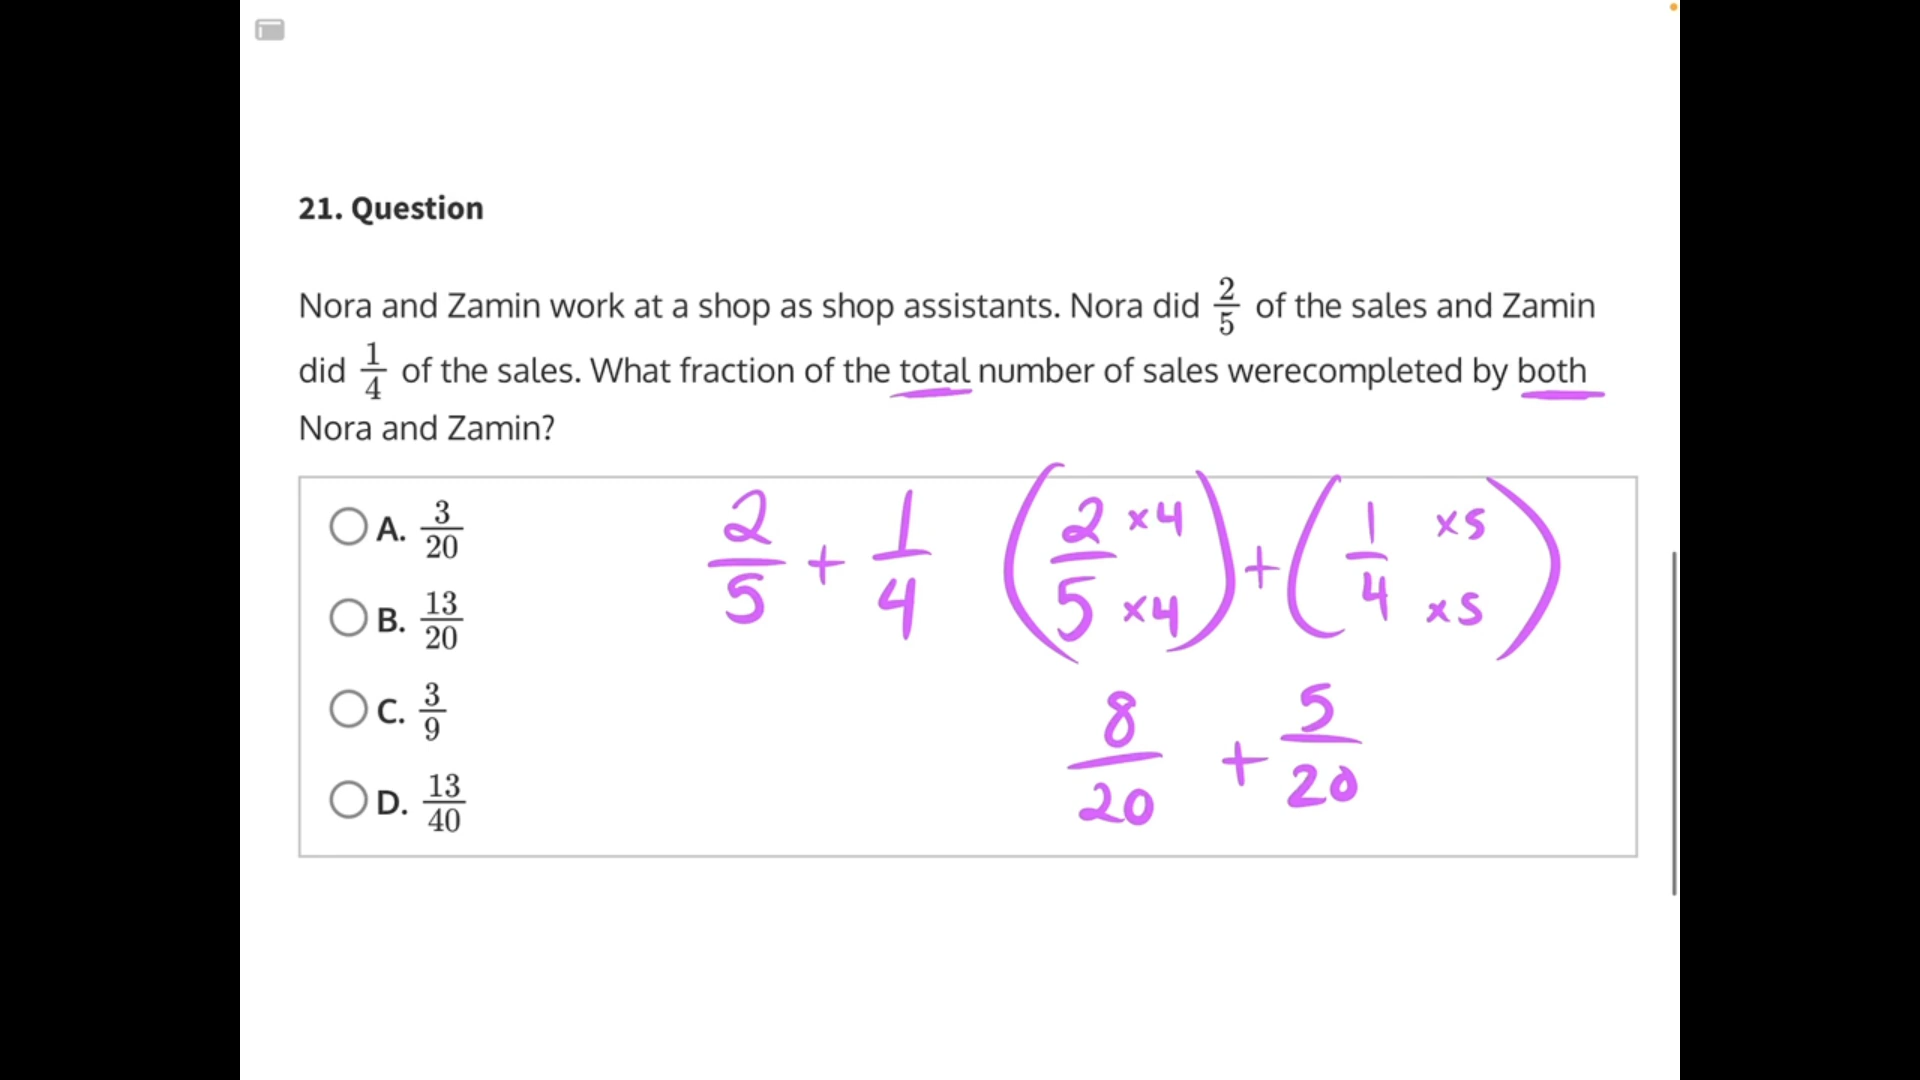 21. Question
Nora and Zamin work at a shop as shop assistants. Nora did 2/5 of the sales and Zamin
did 1/4 of the sales. What fraction of the total number of sales werecompleted by both
Nora and Zamin?
A. 3/20
B. 13/20
C. 3/9
D. 13/40
2/5 + 1/4 (2 ×4 / 5 ×4) + (1 ×5 / 4 ×5)
8/20 + 5/20